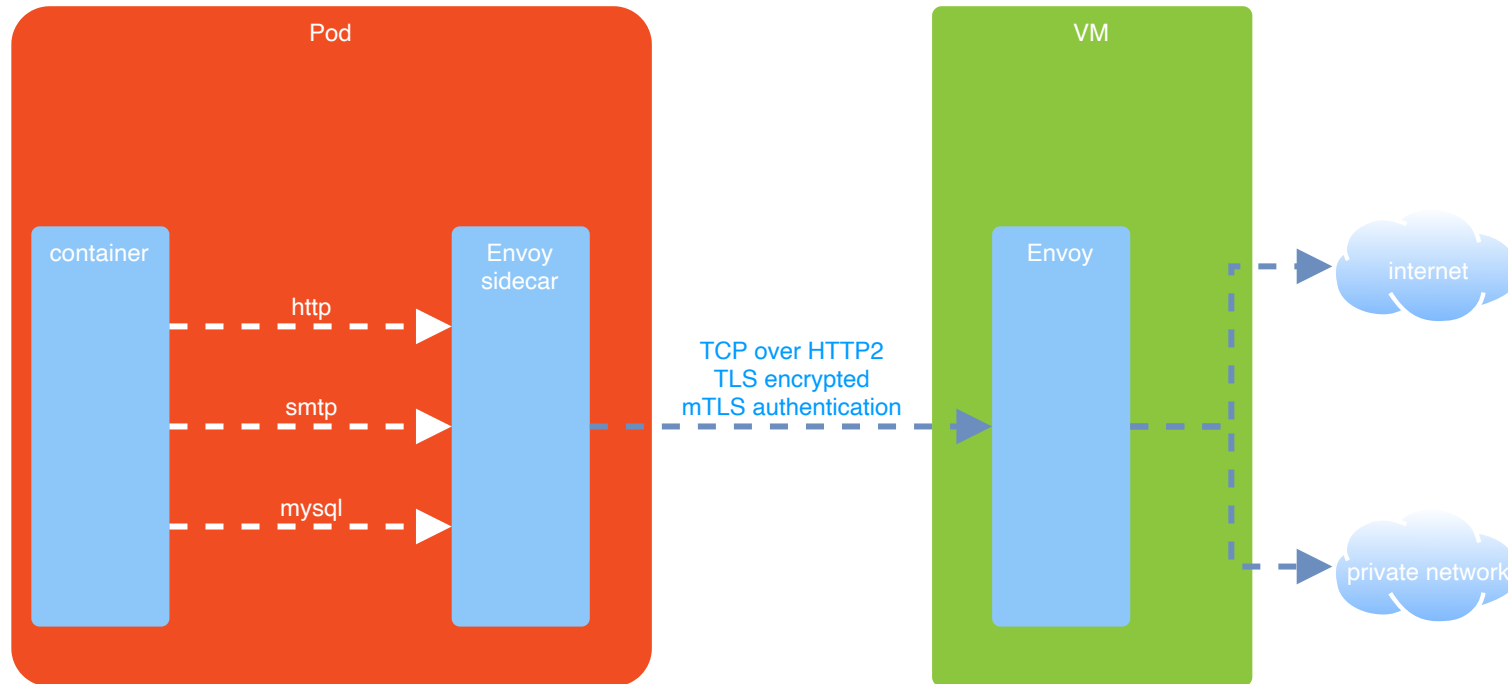 Pod
VM
container
Envoy
sidecar
Envoy
http
smtp
mysql
TCP over HTTP2
TLS encrypted
mTLS authentication
internet
private network